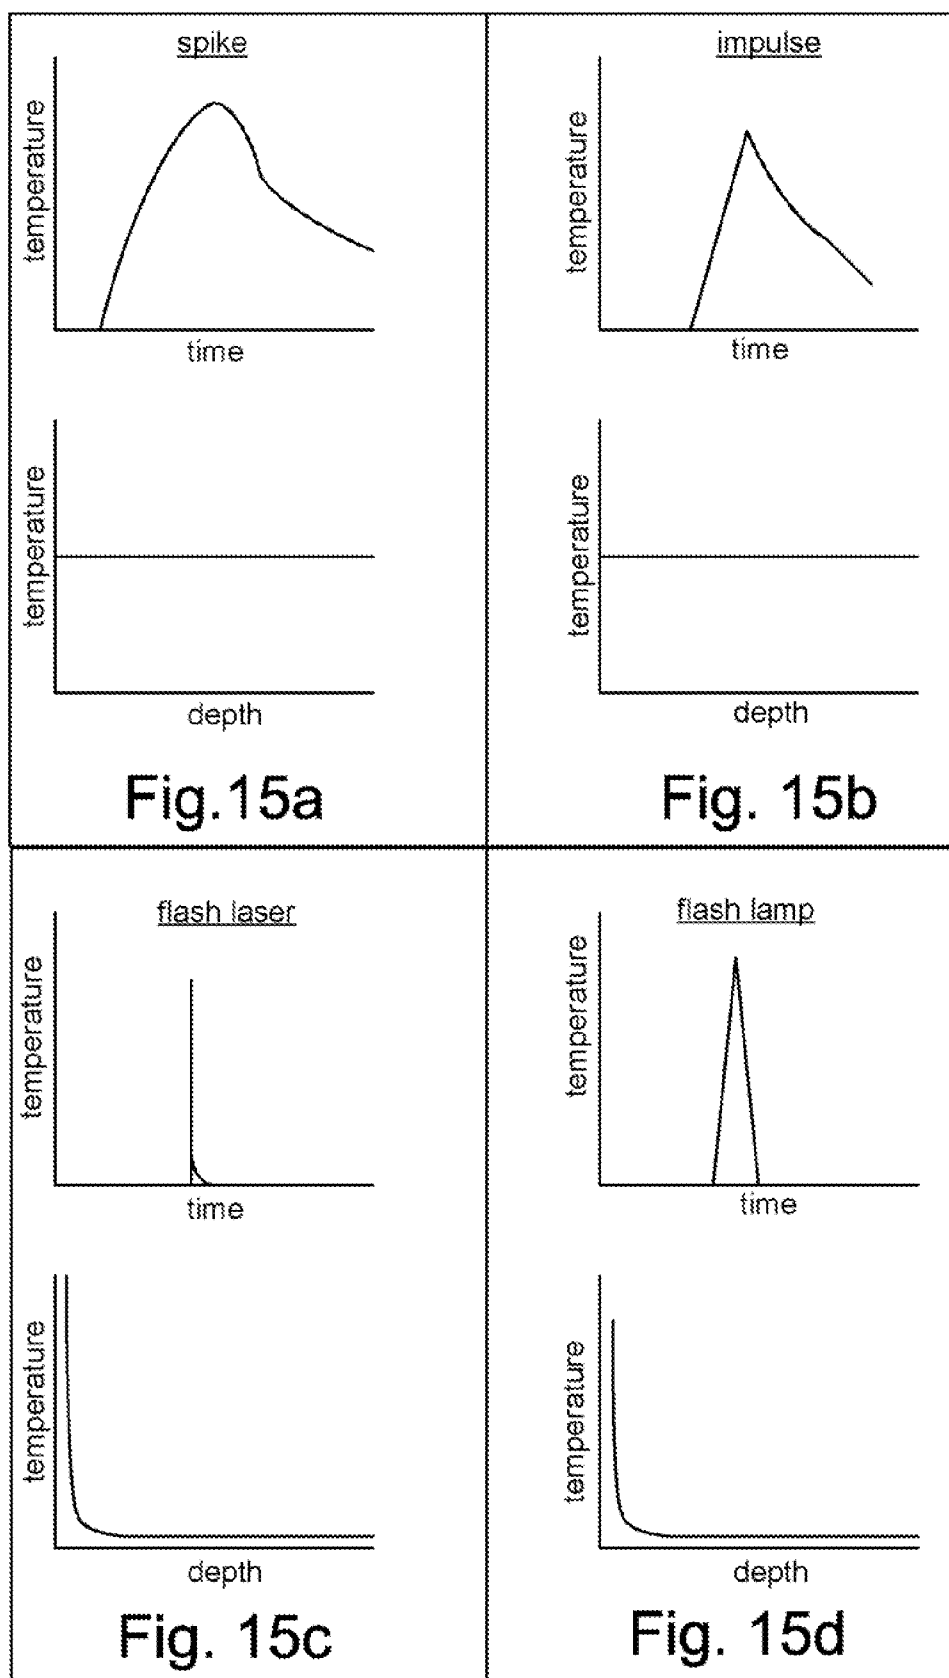 spike
temperature
time
temperature
depth
Fig.15a
impulse
temperature
time
temperature
depth
Fig. 15b
flash laser
temperature
time
temperature
depth
Fig. 15c
flash lamp
temperature
time
temperature
depth
Fig. 15d